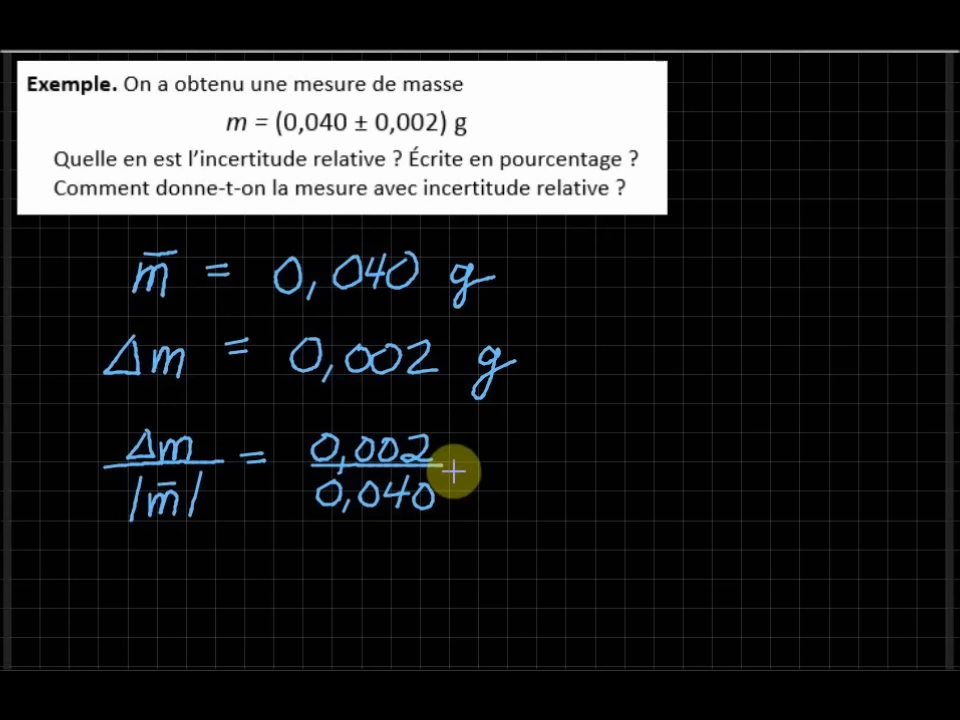 Exemple. On a obtenu une mesure de masse
m = (0,040 ± 0,002) g
Quelle en est l'incertitude relative ? Écrite en pourcentage ?
Comment donne-t-on la mesure avec incertitude relative ?
m̅ = 0,040 g
Δm = 0,002 g
Δm/|m̅| = 0,002/0,040